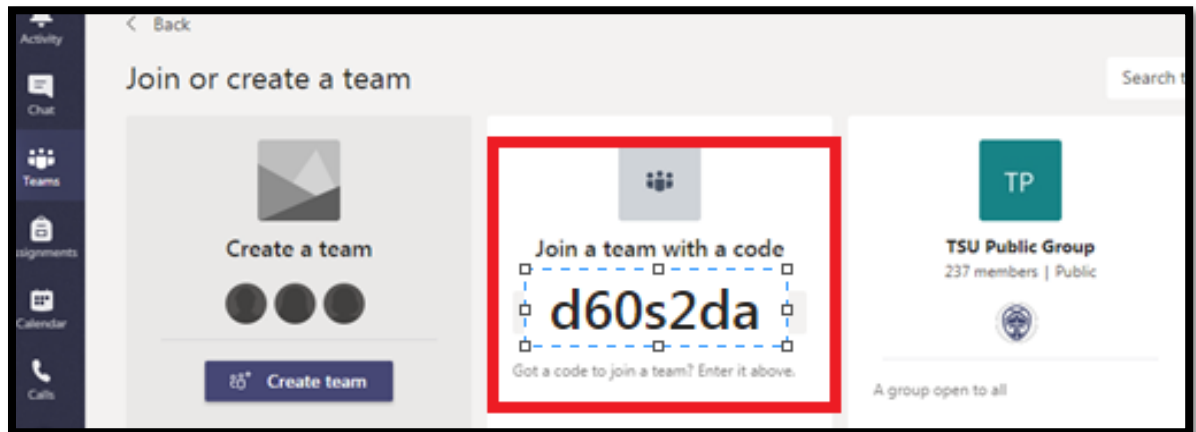 Activity
Chat
Teams
ssignments
Calendar
Calls
< Back
Join or create a team
Search t
Create a team
Create team
Join a team with a code
d60s2da
Got a code to join a team? Enter it above.
TP
TSU Public Group
237 members | Public
A group open to all